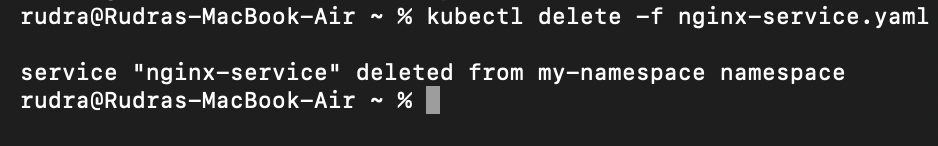 rudra@Rudras-MacBook-Air ~ % kubectl delete -f nginx-service.yaml
service "nginx-service" deleted from my-namespace namespace
rudra@Rudras-MacBook-Air ~ %